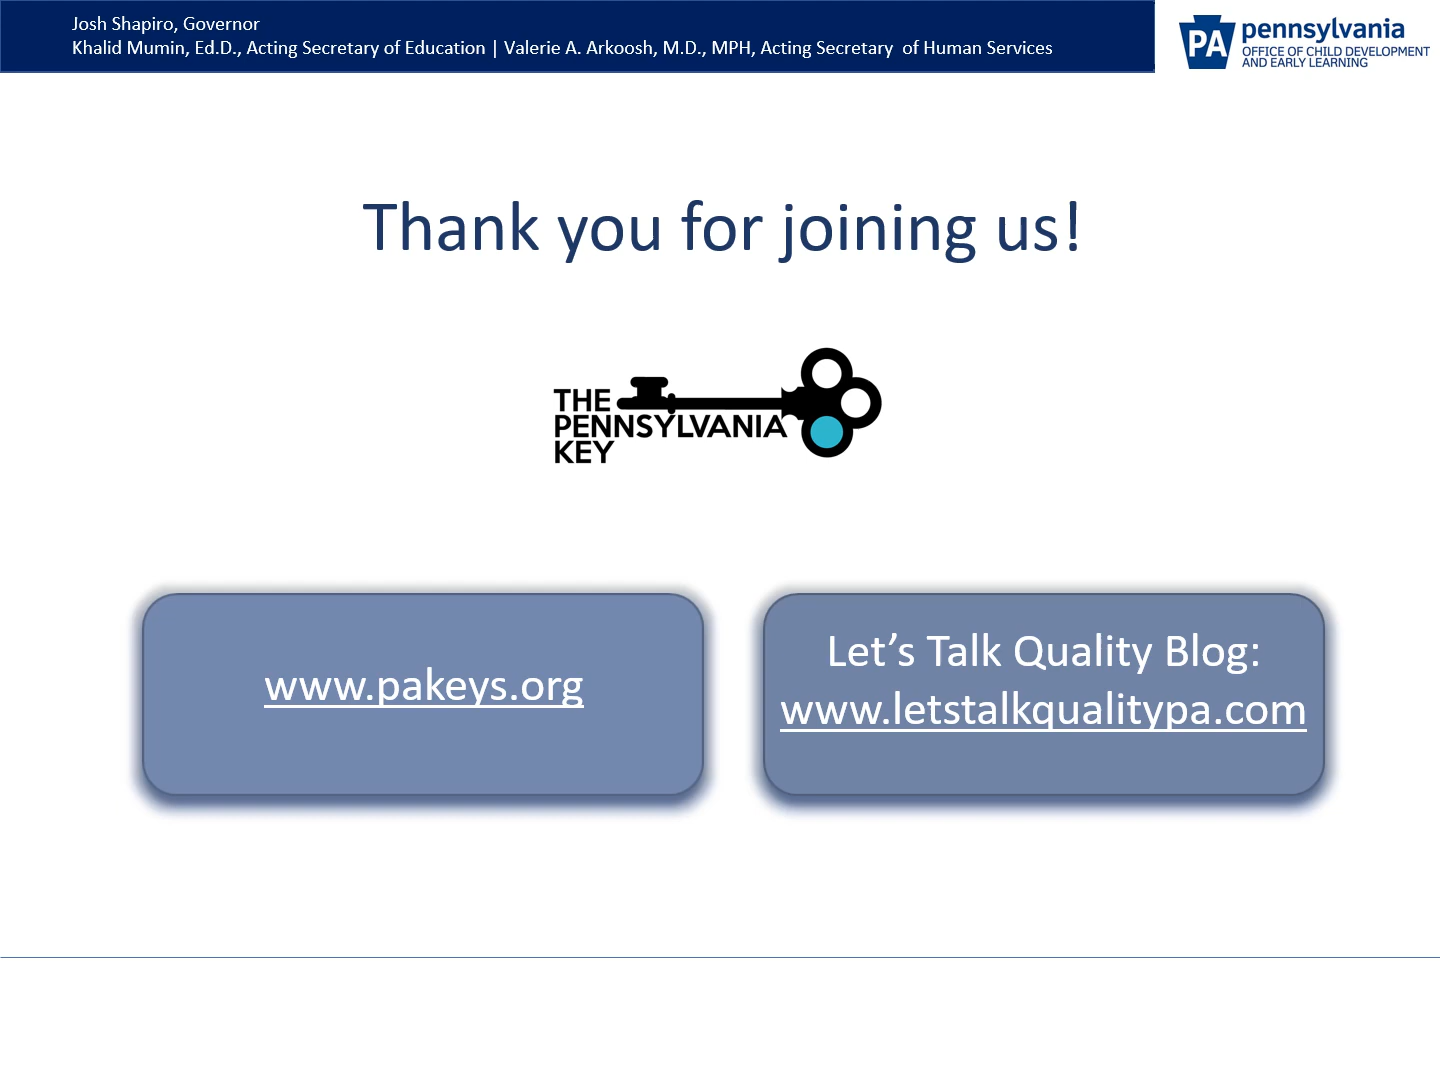 Josh Shapiro, Governor
Khalid Mumin, Ed.D., Acting Secretary of Education | Valerie A. Arkoosh, M.D., MPH, Acting Secretary  of Human Services
PA
pennsylvania
OFFICE OF CHILD DEVELOPMENT
AND EARLY LEARNING
Thank you for joining us!
THE
PENNSYLVANIA
KEY
www.pakeys.org
Let’s Talk Quality Blog:
www.letstalkqualitypa.com